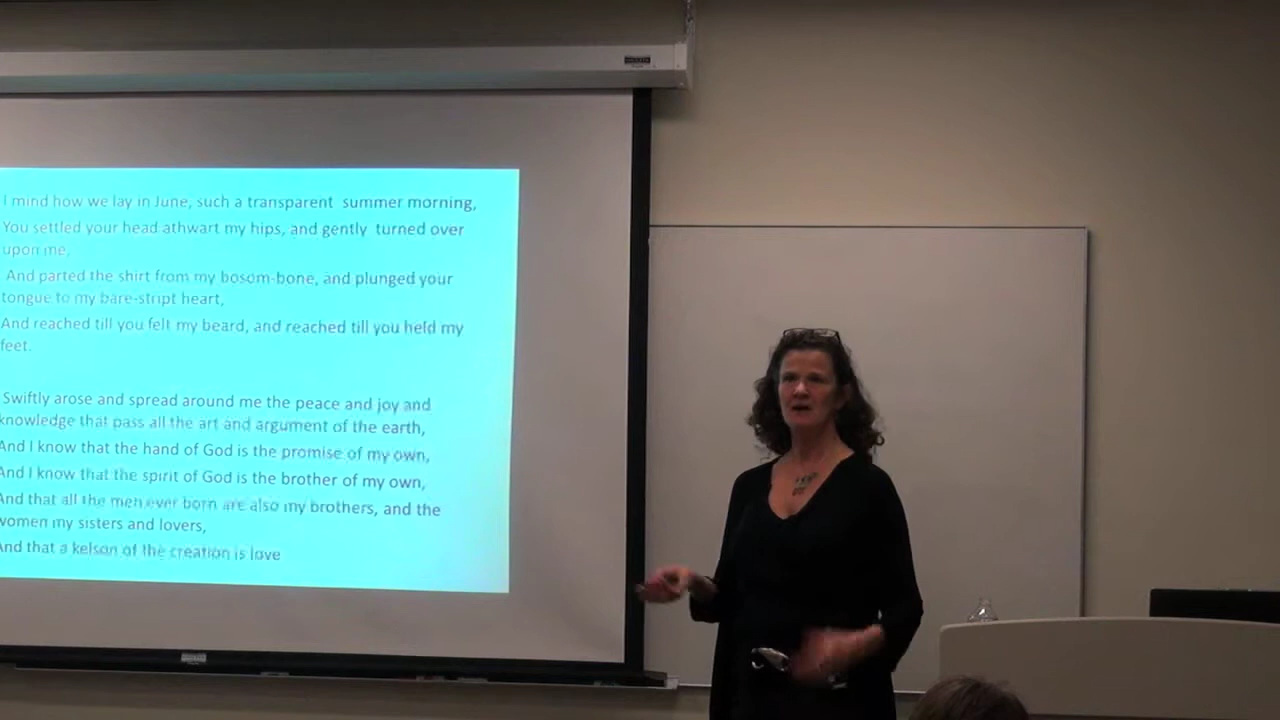 I mind how we lay in June, such a transparent summer morning,
You settled your head athwart my hips, and gently turned over
upon me,
And parted the shirt from my bosom-bone, and plunged your
tongue to my bare-stript heart,
And reached till you felt my beard, and reached till you held my
feet.
Swiftly arose and spread around me the peace and joy and
knowledge that pass all the art and argument of the earth,
And I know that the hand of God is the promise of my own,
And I know that the spirit of God is the brother of my own,
And that all the men ever born are also my brothers, and the
women my sisters and lovers,
And that a kelson of the creation is love